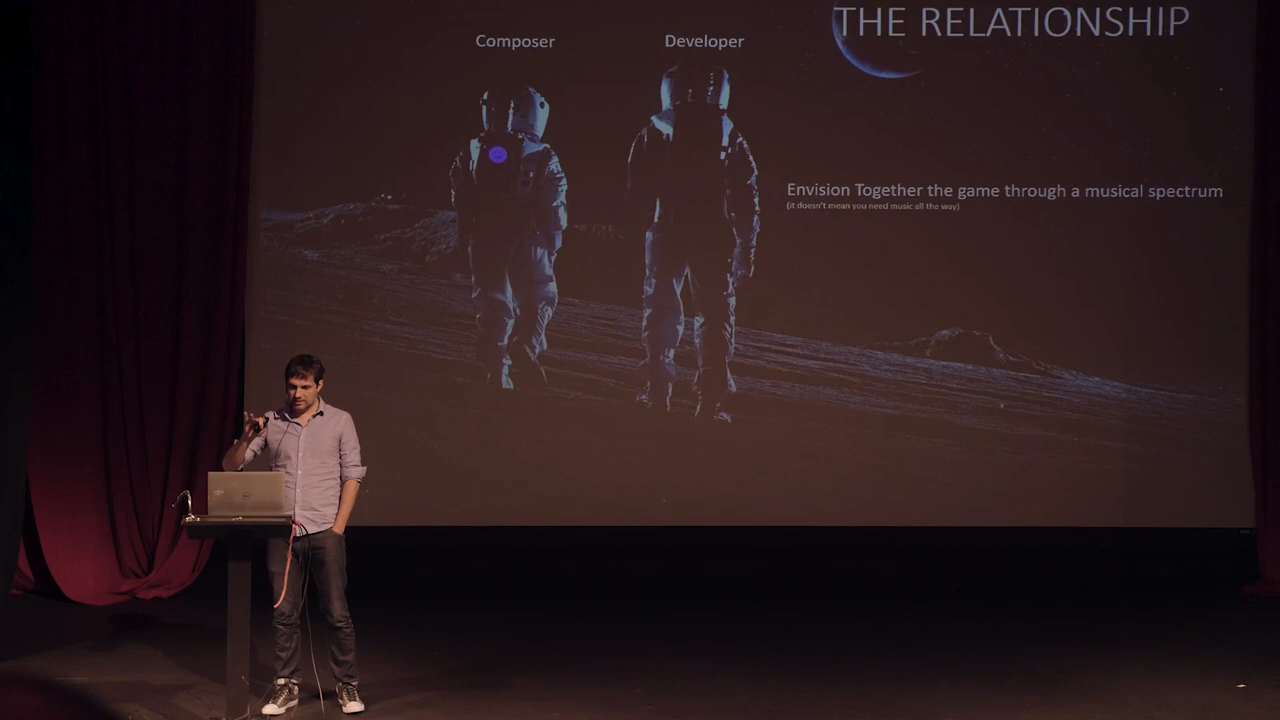 THE RELATIONSHIP
Composer
Developer
Envision Together the game through a musical spectrum
(it doesn't mean you need music all the way)